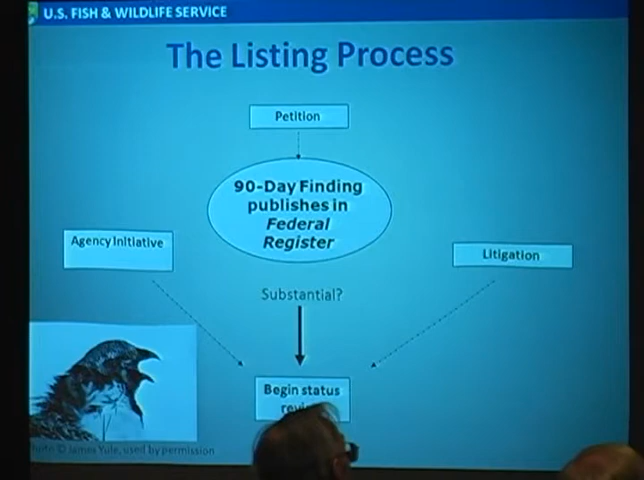 U.S. FISH & WILDLIFE SERVICE
The Listing Process
Petition
90-Day Finding
publishes in
Federal
Register
Agency Initiative
Litigation
Substantial?
Begin status
Photo © James Yule, used by permission